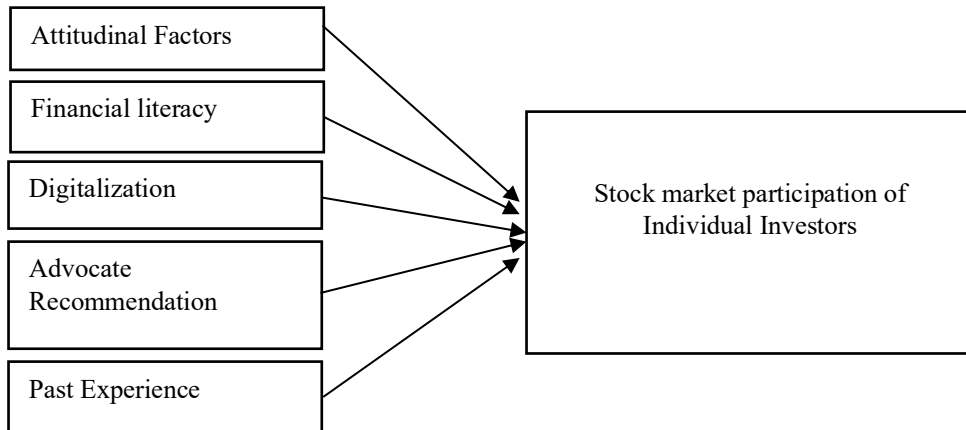 Attitudinal Factors
Financial literacy
Digitalization
Advocate
Recommendation
Past Experience
Stock market participation of
Individual Investors